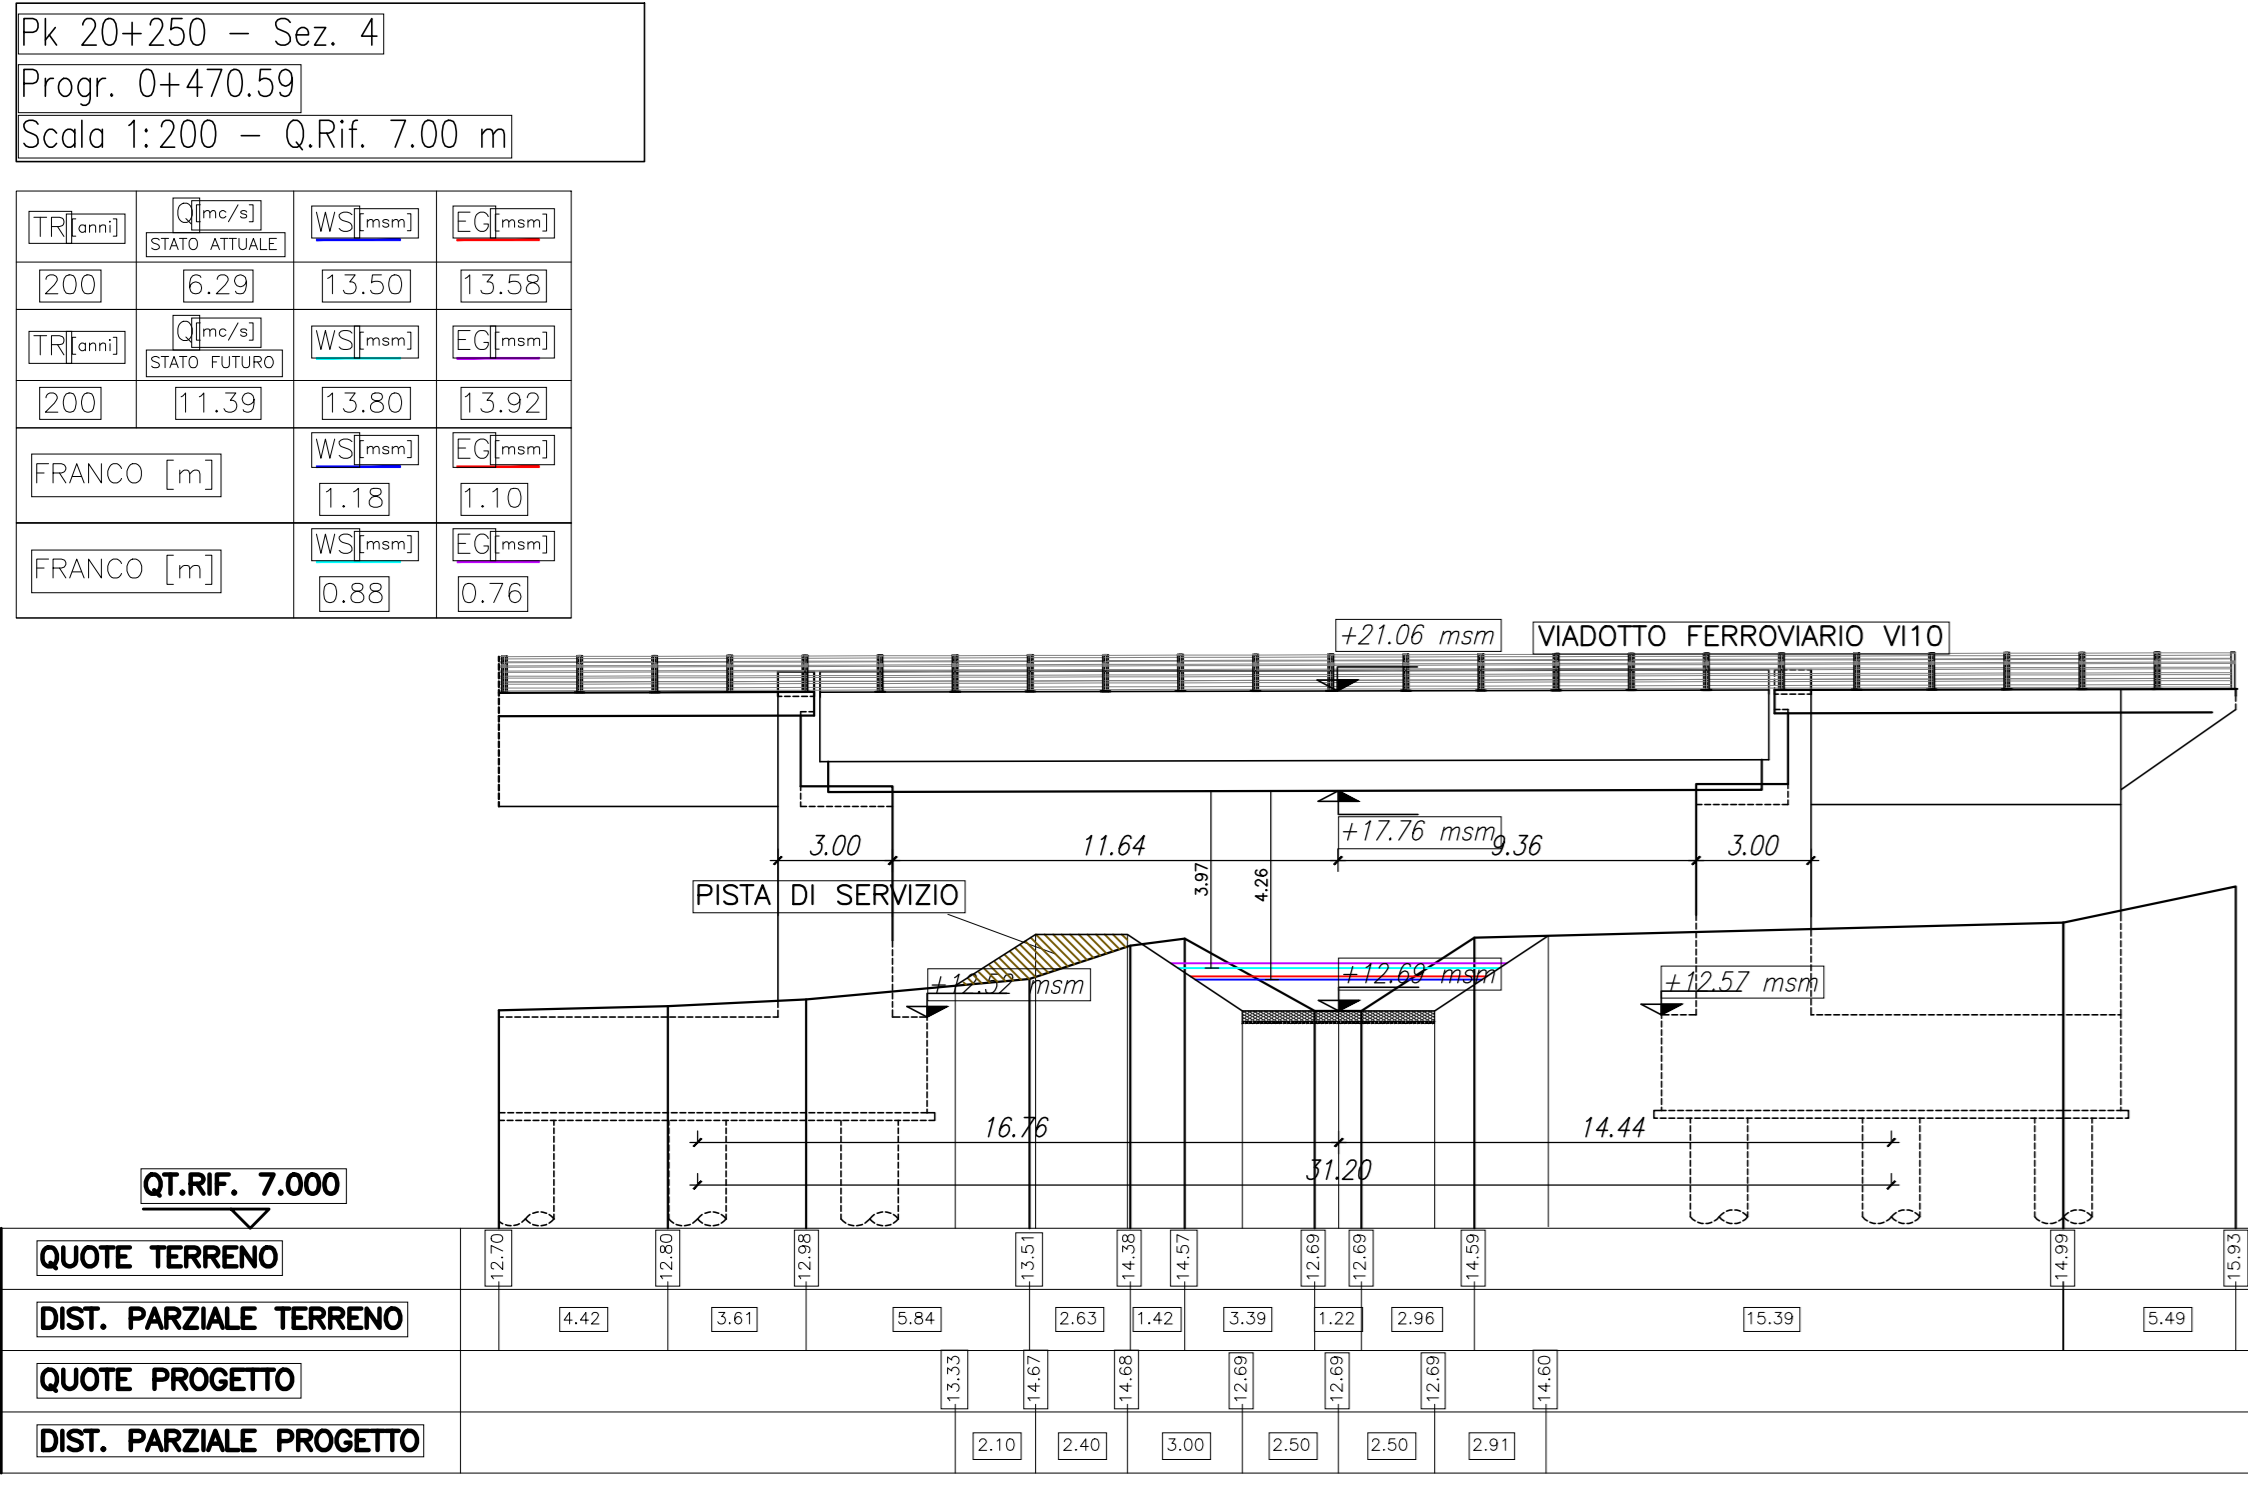 Pk 20+250 – Sez. 4
Progr. 0+470.59
Scala 1:200 – Q.Rif. 7.00 m
TR[anni] Q[mc/s] STATO ATTUALE WS[msm] EG[msm]
200 6.29 13.50 13.58
TR[anni] Q[mc/s] STATO FUTURO WS[msm] EG[msm]
200 11.39 13.80 13.92
FRANCO [m] WS[msm] EG[msm]
1.18 1.10
FRANCO [m] WS[msm] EG[msm]
0.88 0.76
+21.06 msm VIADOTTO FERROVIARIO VI10
+17.76 msm
3.00 11.64 9.36 3.00
3.97 4.26
PISTA DI SERVIZIO
+12.52 msm +12.69 msm +12.57 msm
16.76 14.44
31.20
QT.RIF. 7.000
QUOTE TERRENO 12.70 12.80 12.98 13.51 14.38 14.57 12.69 12.69 14.59 14.99 15.93
DIST. PARZIALE TERRENO 4.42 3.61 5.84 2.63 1.42 3.39 1.22 2.96 15.39 5.49
QUOTE PROGETTO 13.33 14.67 14.68 12.69 12.69 12.69 14.60
DIST. PARZIALE PROGETTO 2.10 2.40 3.00 2.50 2.50 2.91